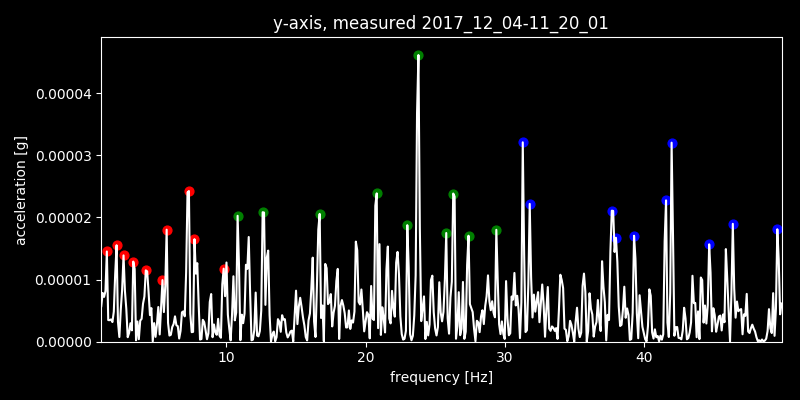 y-axis, measured 2017_12_04-11_20_01
acceleration [g]
0.00004
0.00003
0.00002
0.00001
0.00000
10 20 30 40
frequency [Hz]